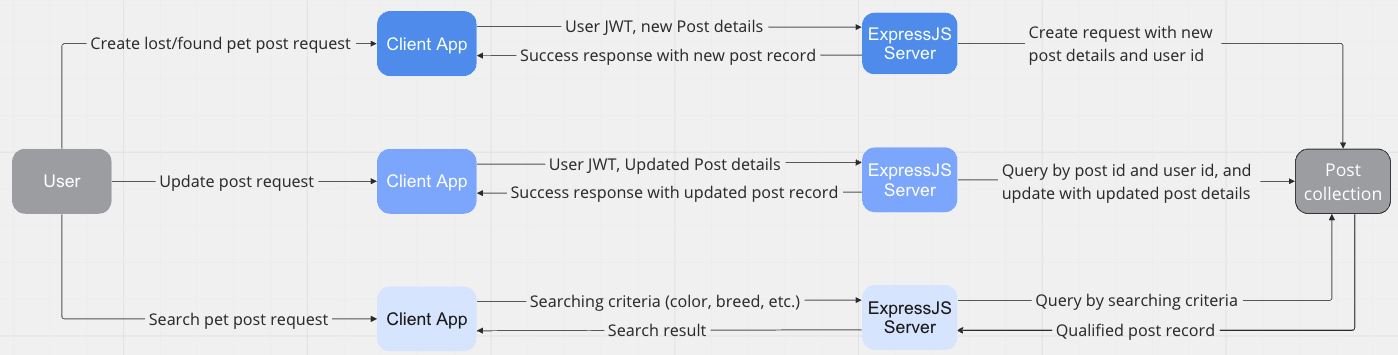 User JWT, new Post details
Create lost/found pet post request
Client App
Success response with new post record
ExpressJS
Server
Create request with new
post details and user id
User
Update post request
Client App
User JWT, Updated Post details
Success response with updated post record
ExpressJS
Server
Query by post id and user id, and
update with updated post details
Post
collection
Search pet post request
Client App
Searching criteria (color, breed, etc.)
Search result
ExpressJS
Server
Query by searching criteria
Qualified post record